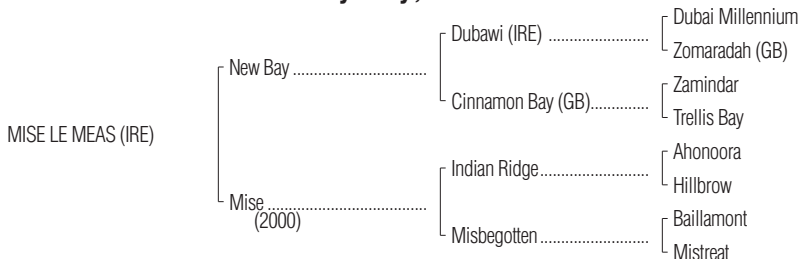 Dubai Millennium
Dubawi (IRE) ........................
Zomaradah (GB)
New Bay ................................
Zamindar
Cinnamon Bay (GB)..............
Trellis Bay
MISE LE MEAS (IRE)
Ahonoora
Indian Ridge..........................
Hillbrow
Mise ......................................
(2000)
Baillamont
Misbegotten..........................
Mistreat